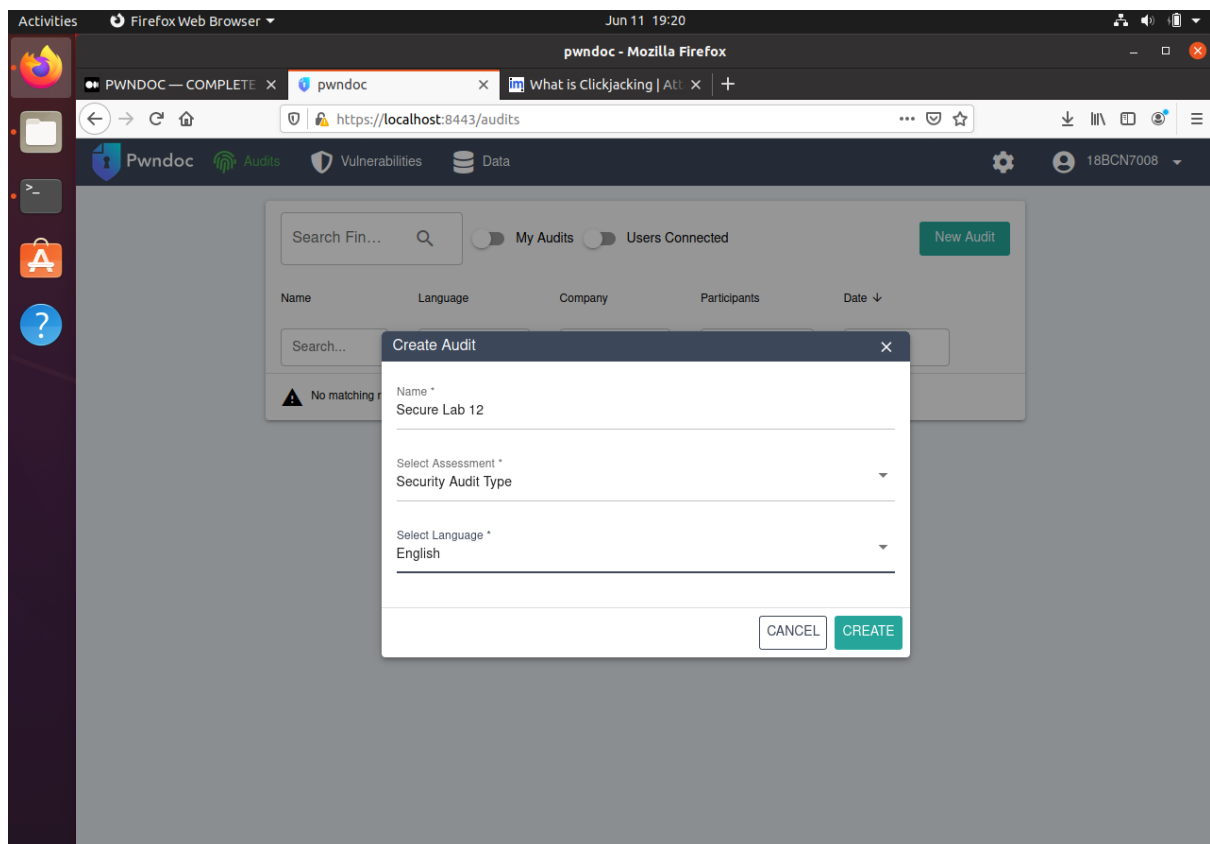 Activities Firefox Web Browser Jun 11 19:20
pwndoc - Mozilla Firefox
PWNDOC — COMPLETE pwndoc im What is Clickjacking | Att
https://localhost:8443/audits
Pwndoc Audits Vulnerabilities Data 18BCN7008
Search Fin... My Audits Users Connected New Audit
Name Language Company Participants Date
Search...
Create Audit
No matching r
Name *
Secure Lab 12
Select Assessment *
Security Audit Type
Select Language *
English
CANCEL CREATE